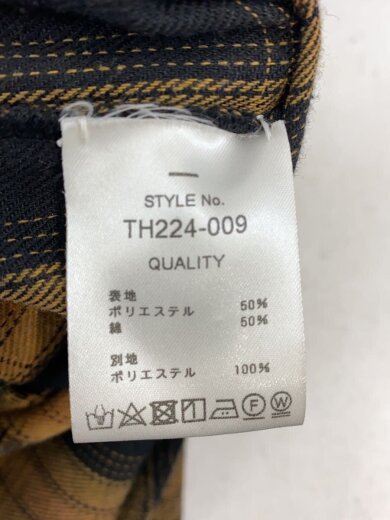 STYLE No.
TH224-009
QUALITY
表地
ポリエステル 50%
綿 50%
別地
ポリエステル 100%
F W